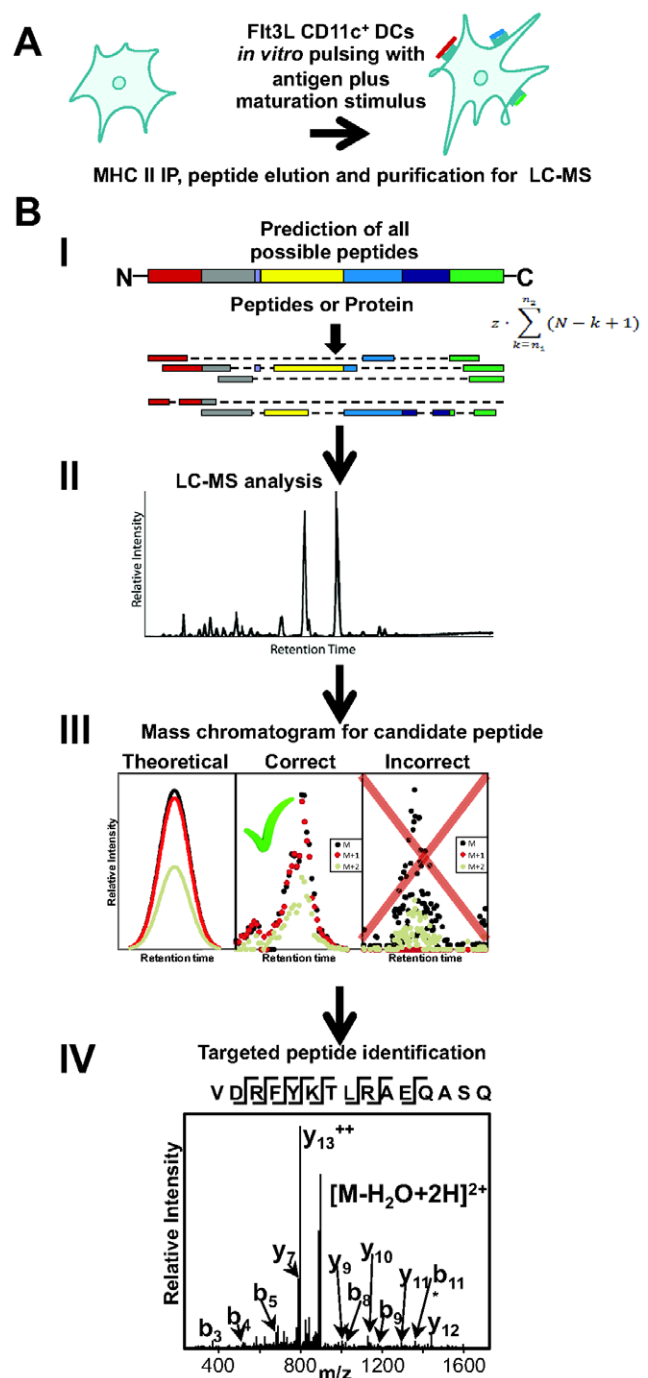 A
Flt3L CD11c⁺ DCs
in vitro pulsing with
antigen plus
maturation stimulus
MHC II IP, peptide elution and purification for LC-MS
B
I
Prediction of all
possible peptides
N C
Peptides or Protein
z · ∑ₖ₌ₙ₁ⁿ² (N − k + 1)
II
LC-MS analysis
Relative Intensity
Retention Time
III
Mass chromatogram for candidate peptide
Theoretical Correct Incorrect
Relative Intensity
M
M+1
M+2
M
M+1
M+2
Retention time Retention time Retention time
IV
Targeted peptide identification
V D R F Y K T L R A E Q A S Q
Relative Intensity
y₁₃⁺⁺
[M-H₂O+2H]²⁺
y₇
y₉
y₁₀
y₁₁
b₁₁
*
b₅
b₈
b₄
b₉
b₃
y₁₂
400 800 1200 1600
m/z